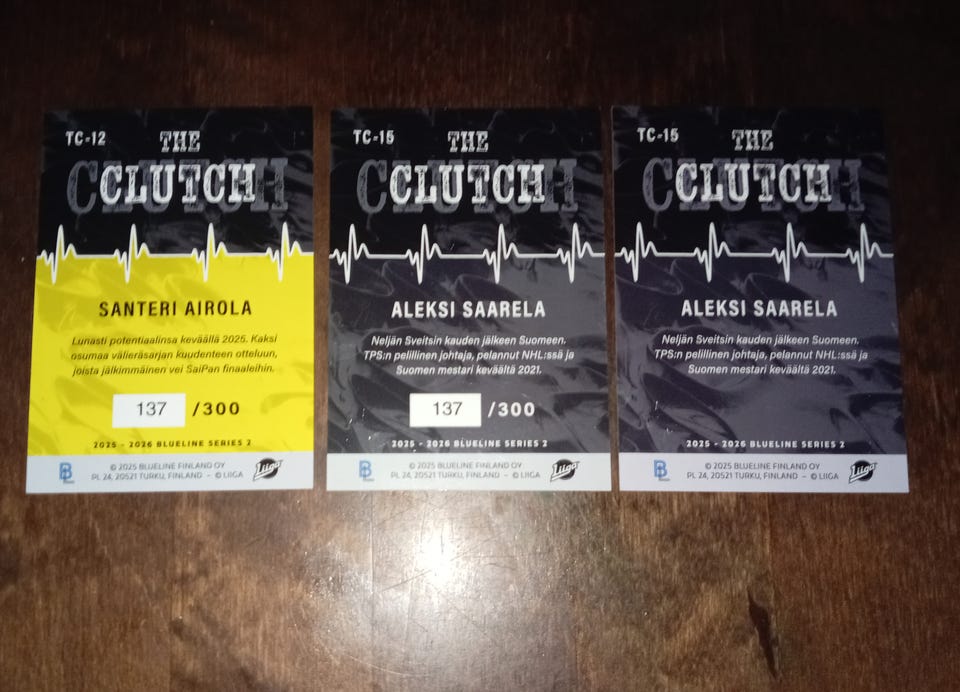 TC-12
THE
CLUTCH
SANTERI AIROLA
Lunasti potentiaalinsa keväällä 2025. Kaksi
osumaa välieräsarjan kuudenteen otteluun,
joista jälkimmäinen vei SaiPan finaaleihin.
137 /300
2025 - 2026 BLUELINE SERIES 2
BL
© 2025 BLUELINE FINLAND OY
PL 24, 20521 TURKU, FINLAND - © LIIGA
Liiga
TC-15
THE
CLUTCH
ALEKSI SAARELA
Neljän Sveitsin kauden jälkeen Suomeen.
TPS:n pelillinen johtaja, pelannut NHL:ssä ja
Suomen mestari keväältä 2021.
137 /300
2025 - 2026 BLUELINE SERIES 2
BL
© 2025 BLUELINE FINLAND OY
PL 24, 20521 TURKU, FINLAND - © LIIGA
Liiga
TC-15
THE
CLUTCH
ALEKSI SAARELA
Neljän Sveitsin kauden jälkeen Suomeen.
TPS:n pelillinen johtaja, pelannut NHL:ssä ja
Suomen mestari keväältä 2021.
2025 - 2026 BLUELINE SERIES 2
BL
© 2025 BLUELINE FINLAND OY
PL 24, 20521 TURKU, FINLAND - © LIIGA
Liiga